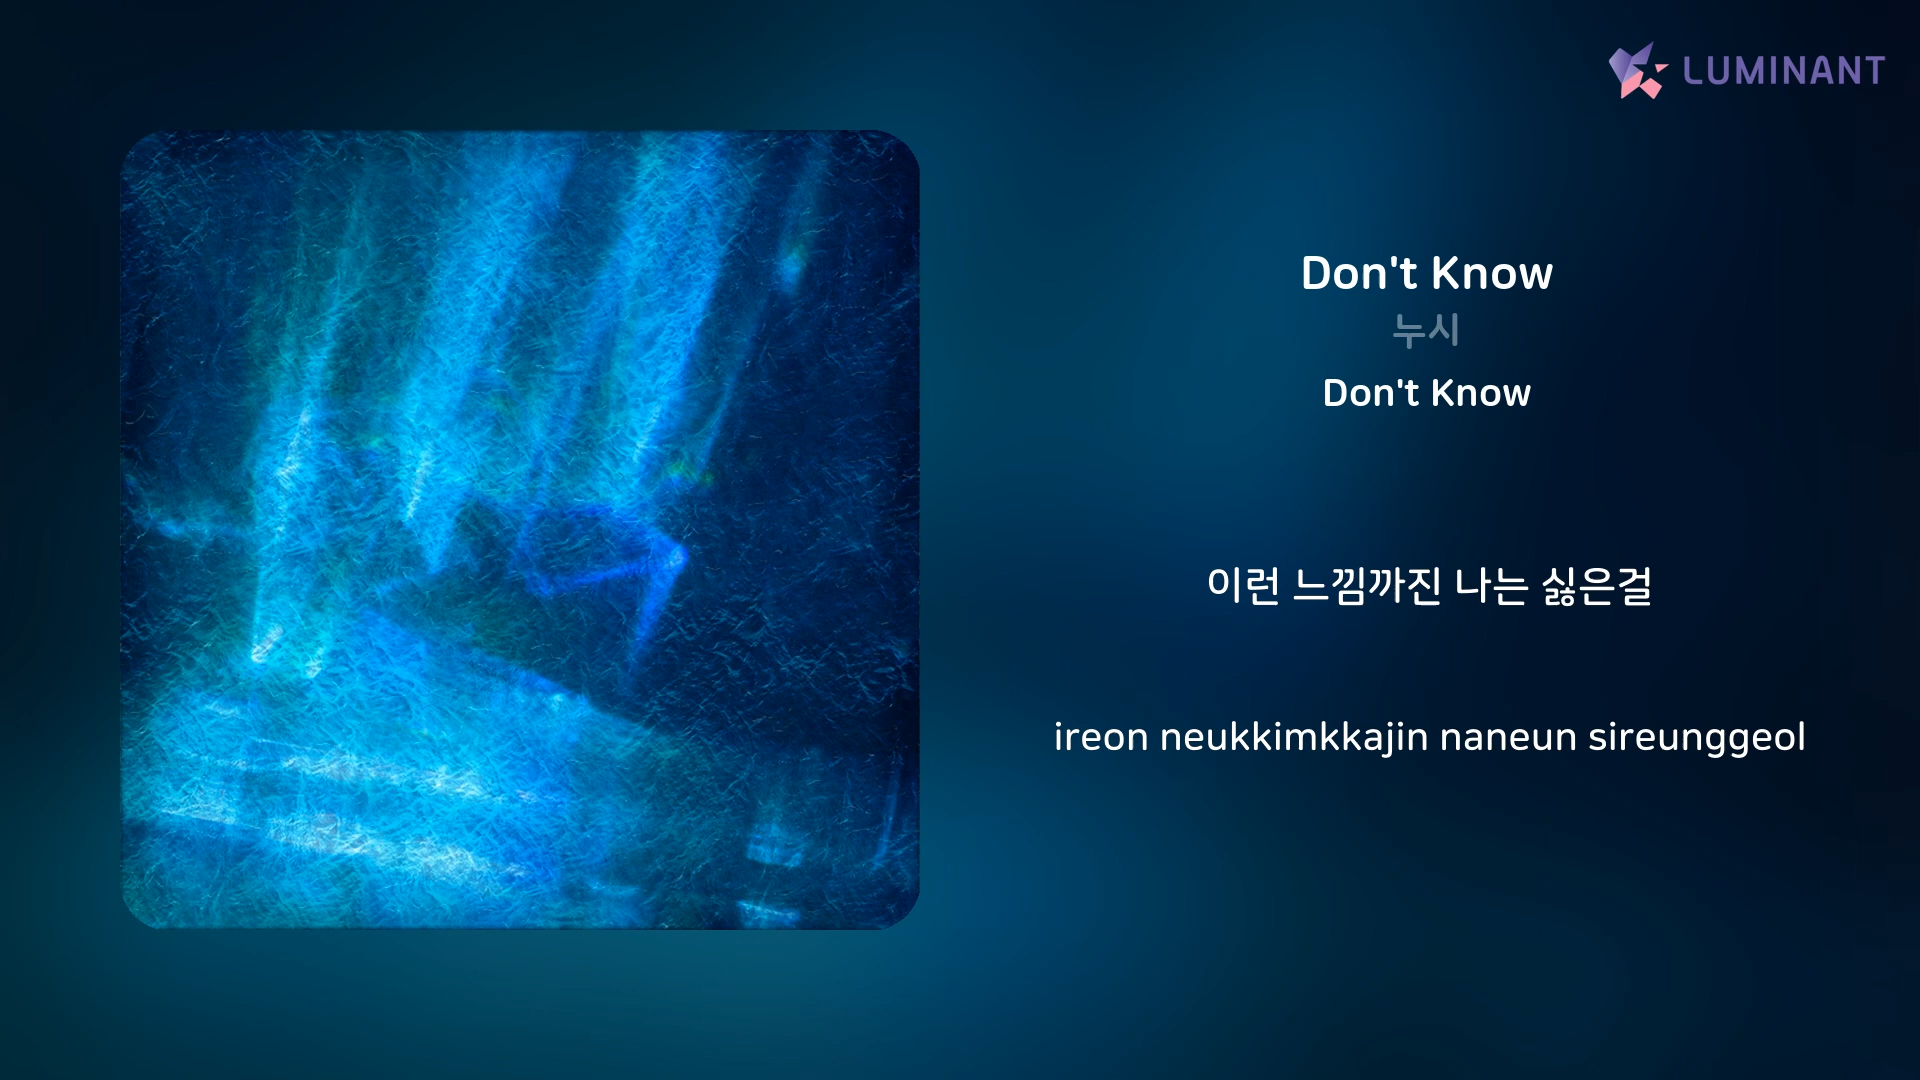 LUMINANT
Don't Know
누시
Don't Know
이런 느낌까진 나는 싫은걸
ireon neukkimkkajin naneun sireunggeol